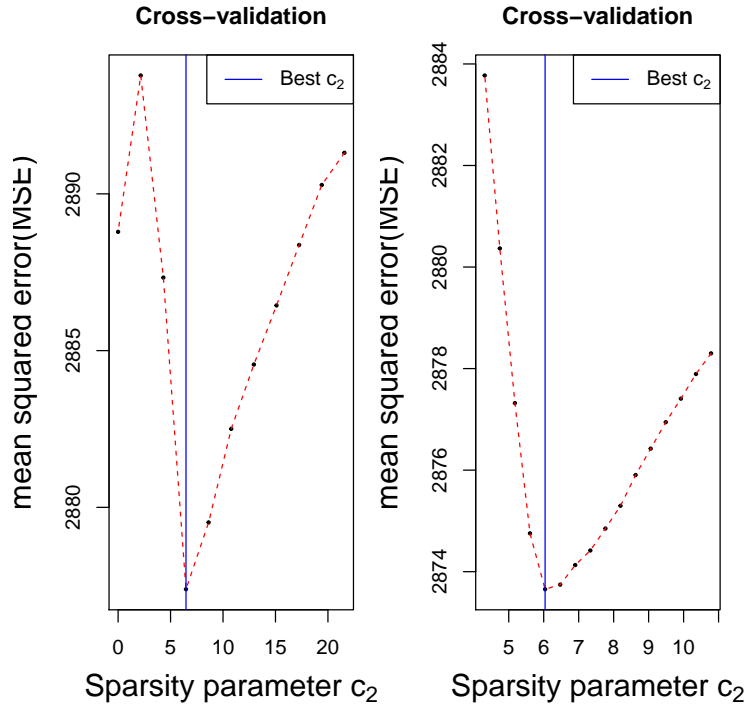 Cross−validation
Best c2
mean squared error(MSE)
2880
2885
2890
0 5 10 15 20
Sparsity parameter c2
Cross−validation
Best c2
mean squared error(MSE)
2874
2876
2878
2880
2882
2884
5 6 7 8 9 10
Sparsity parameter c2